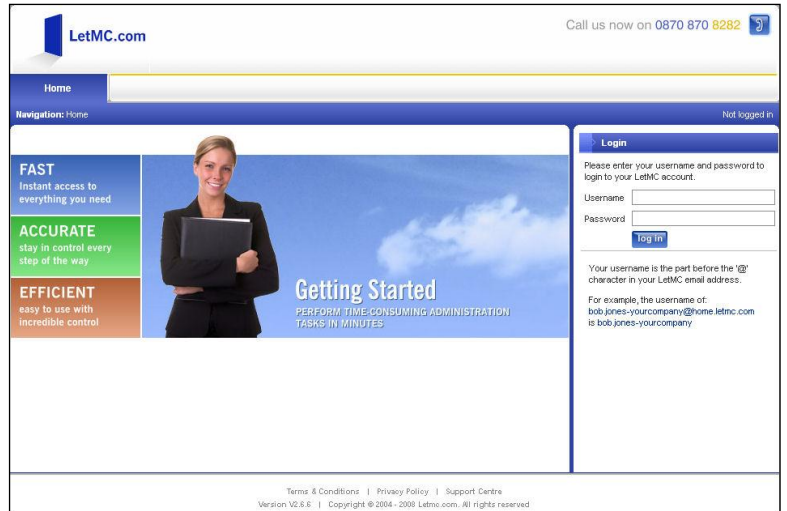 LetMC.com
Call us now on 0870 870 8282
Home
Navigation: Home
Not logged in
FAST
Instant access to
everything you need
ACCURATE
stay in control every
step of the way
EFFICIENT
easy to use with
incredible control
Getting Started
PERFORM TIME-CONSUMING ADMINISTRATION
TASKS IN MINUTES
Login
Please enter your username and password to
login to your LetMC account.
Username
Password
log in
Your username is the part before the '@'
character in your LetMC email address.
For example, the username of:
bob.jones-yourcompany@home.letmc.com
is bob.jones-yourcompany
Terms & Conditions | Privacy Policy | Support Centre
Version V2.6.6 | Copyright © 2004 - 2008 Letmc.com. All rights reserved